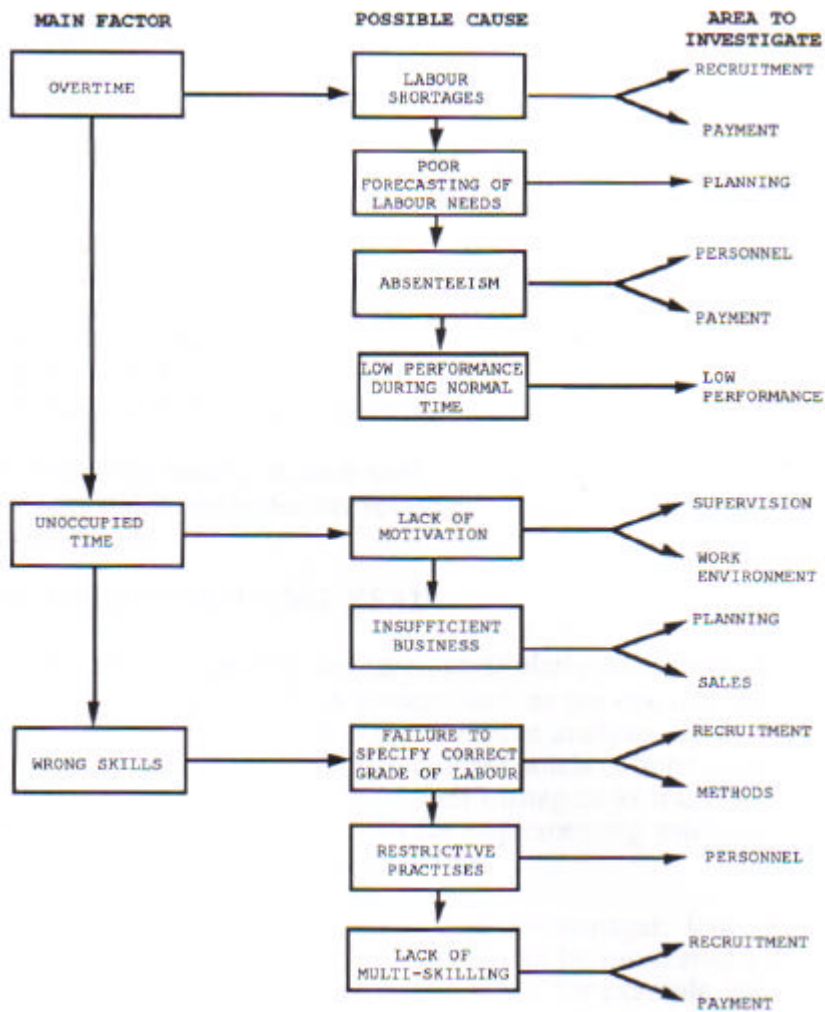 MAIN FACTOR
POSSIBLE CAUSE
AREA TO
INVESTIGATE
OVERTIME
LABOUR
SHORTAGES
RECRUITMENT
PAYMENT
POOR
FORECASTING OF
LABOUR NEEDS
PLANNING
ABSENTEEISM
PERSONNEL
PAYMENT
LOW PERFORMANCE
DURING NORMAL
TIME
LOW
PERFORMANCE
UNOCCUPIED
TIME
LACK OF
MOTIVATION
SUPERVISION
WORK
ENVIRONMENT
INSUFFICIENT
BUSINESS
PLANNING
SALES
WRONG SKILLS
FAILURE TO
SPECIFY CORRECT
GRADE OF LABOUR
RECRUITMENT
METHODS
RESTRICTIVE
PRACTISES
PERSONNEL
LACK OF
MULTI-SKILLING
RECRUITMENT
PAYMENT